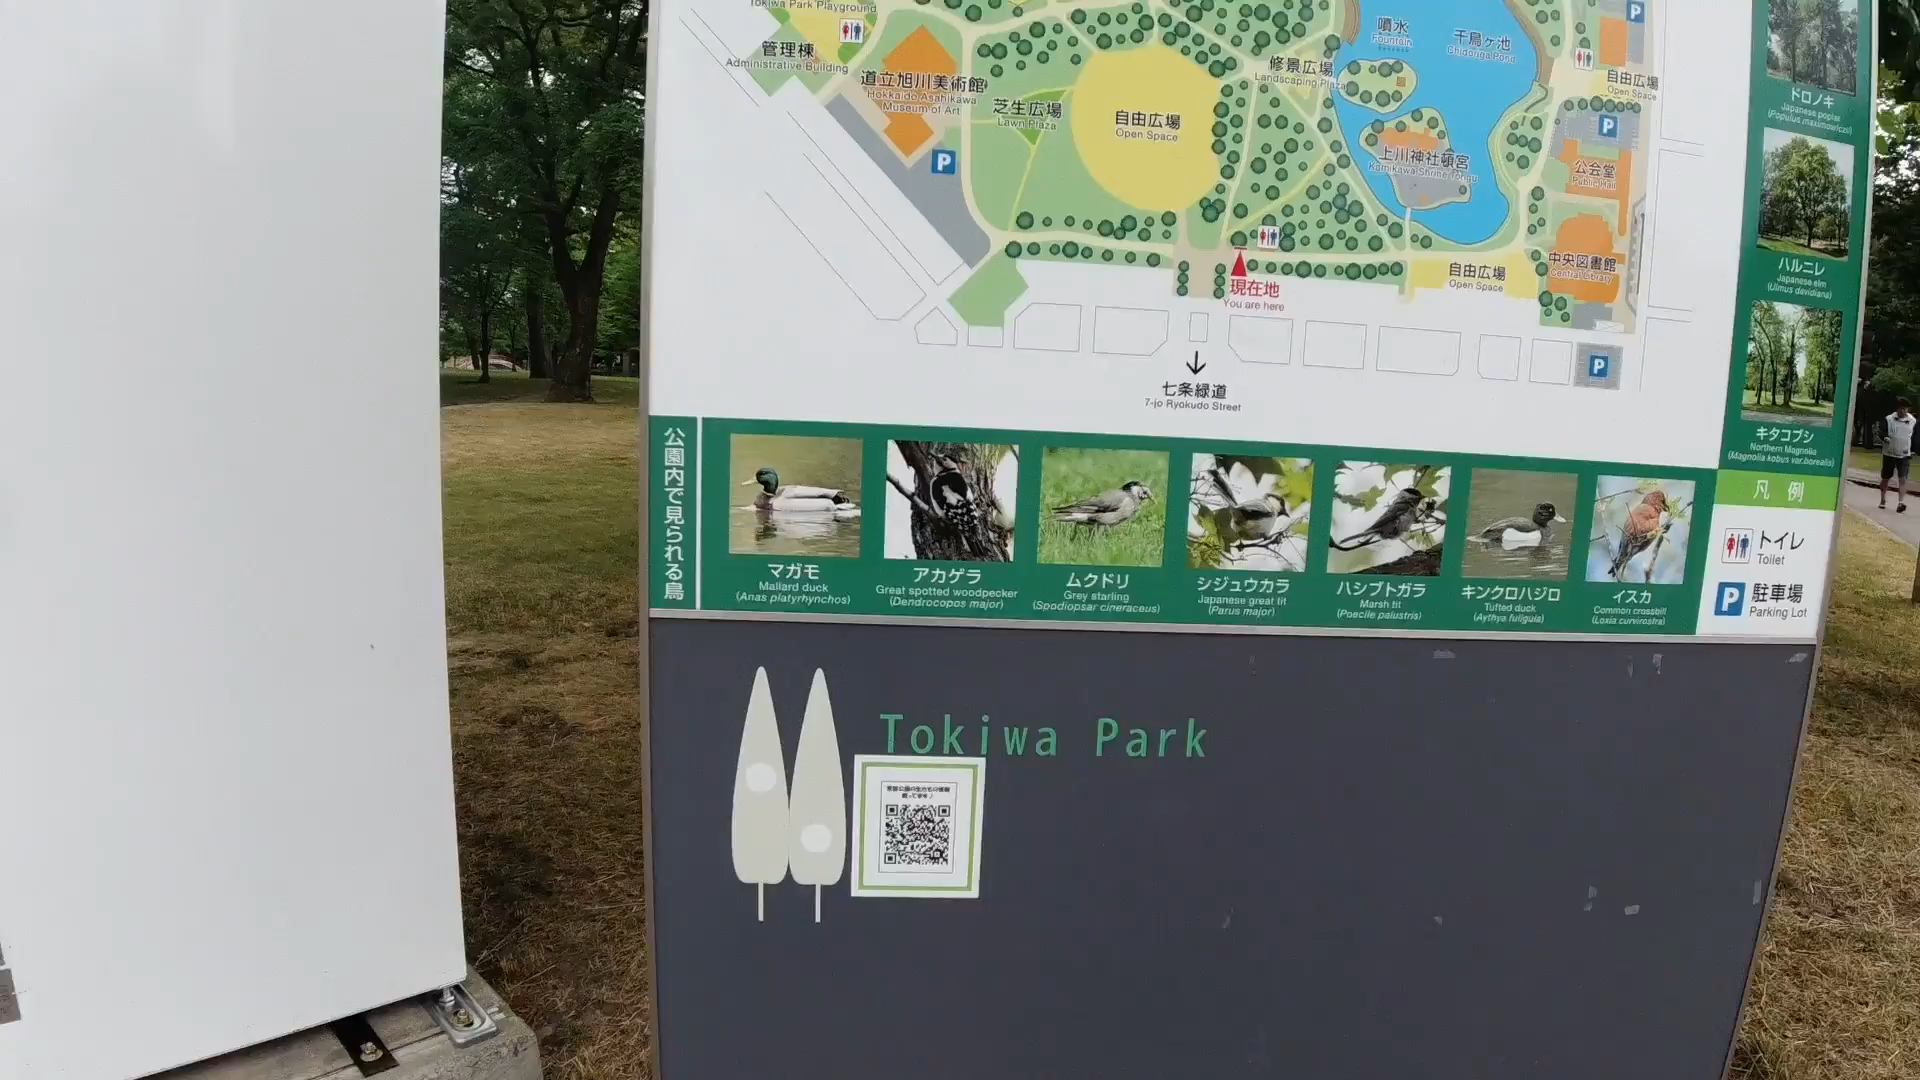 Tokiwa Park Playground
管理棟
Administrative Building
道立旭川美術館
Hokkaido Asahikawa
Museum of Art
芝生広場
Lawn Plaza
自由広場
Open Space
修景広場
Landscaping Plaza
噴水
Fountain
千鳥ヶ池
Chidoriga Pond
上川神社頓宮
Kamikawa Shrine Tongu
P
P
P
自由広場
Open Space
公会堂
Public Hall
中央図書館
Central Library
自由広場
Open Space
現在地
You are here
P
七条緑道
7-jo Ryokudo Street
ドロノキ
Japanese poplar
(Populus maximowiczii)
ハルニレ
Japanese elm
(Ulmus davidiana)
キタコブシ
Northern Magnolia
(Magnolia kobus var.borealis)
凡例
トイレ
Toilet
P 駐車場
Parking Lot
公園内で見られる鳥
マガモ
Mallard duck
(Anas platyrhynchos)
アカゲラ
Great spotted woodpecker
(Dendrocopos major)
ムクドリ
Grey starling
(Spodiopsar cineraceus)
シジュウカラ
Japanese great tit
(Parus major)
ハシブトガラ
Marsh tit
(Poecile palustris)
キンクロハジロ
Tufted duck
(Aythya fuligula)
イスカ
Common crossbill
(Loxia curvirostra)
Tokiwa Park